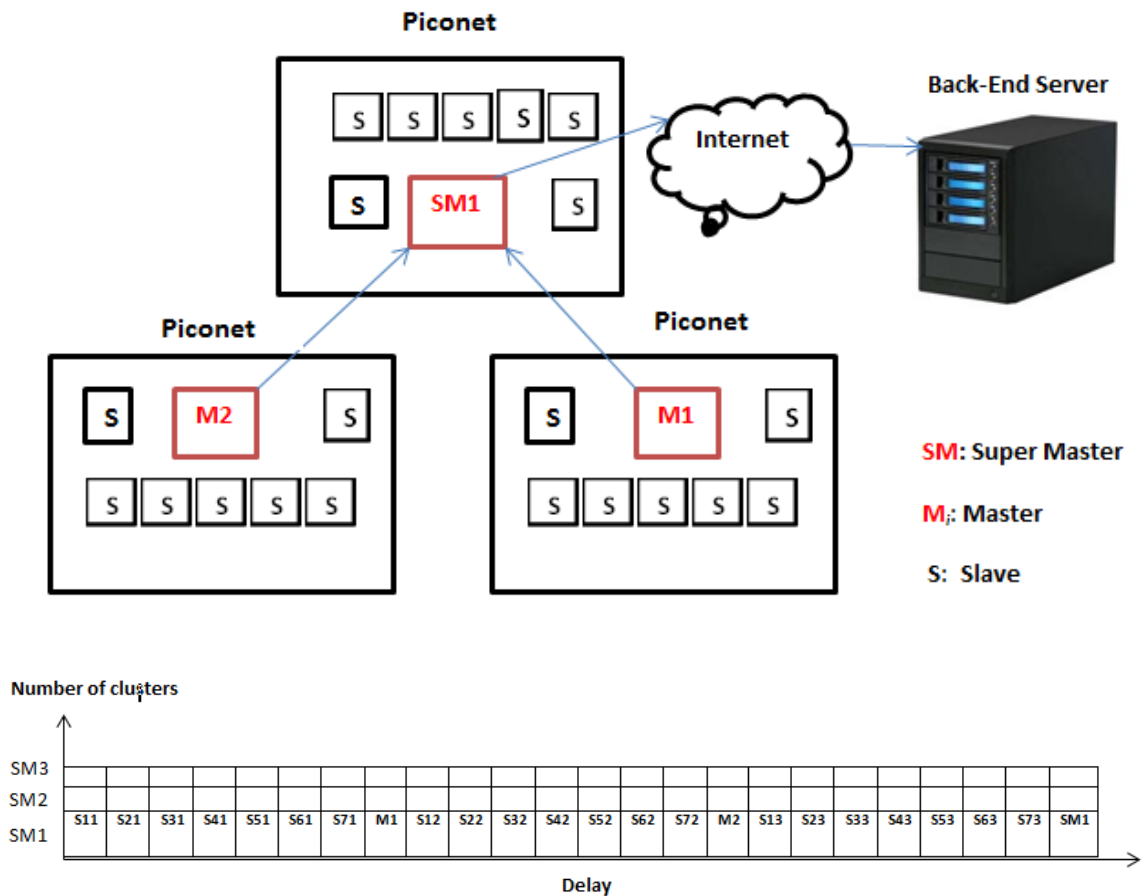 Piconet
S S S S S
S SM1 S
Internet
Back-End Server
Piconet
S M2 S
S S S S S
Piconet
S M1 S
S S S S S
SM: Super Master
Mi: Master
S: Slave
Number of clusters
SM3
SM2
SM1 S11 S21 S31 S41 S51 S61 S71 M1 S12 S22 S32 S42 S52 S62 S72 M2 S13 S23 S33 S43 S53 S63 S73 SM1
Delay